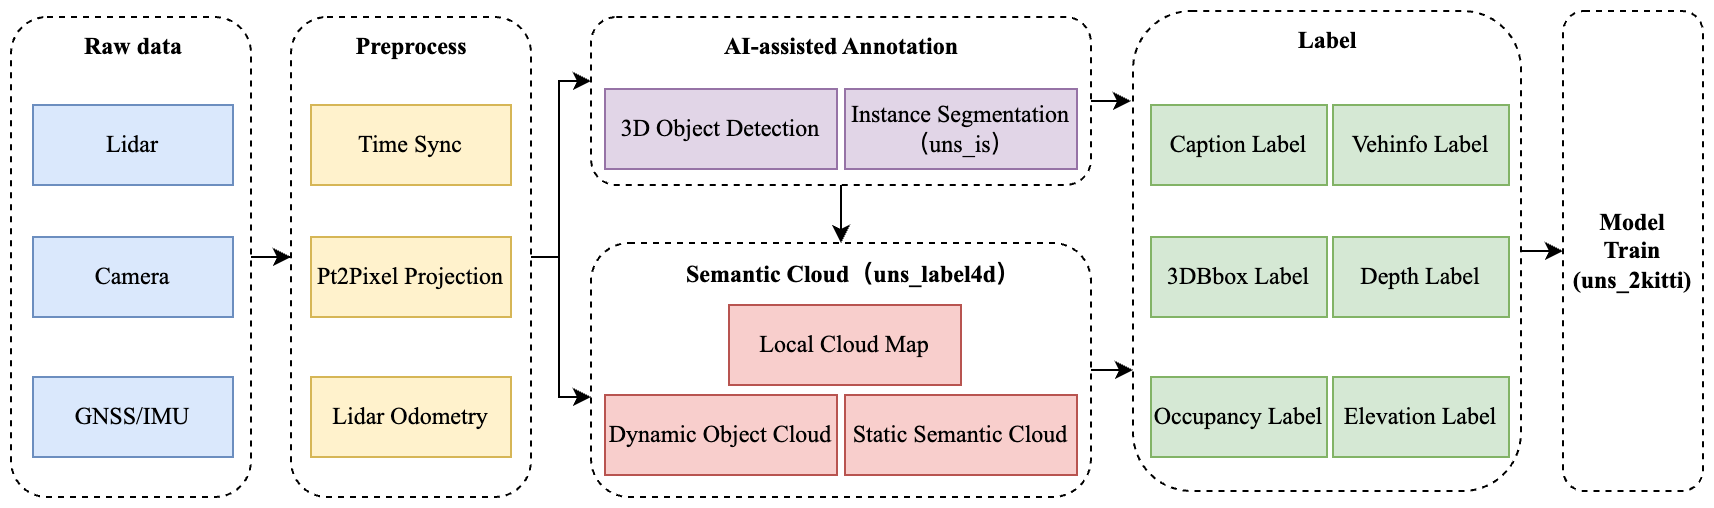 Raw data
Lidar
Camera
GNSS/IMU
Preprocess
Time Sync
Pt2Pixel Projection
Lidar Odometry
AI-assisted Annotation
3D Object Detection
Instance Segmentation
（uns_is）
Semantic Cloud（uns_label4d）
Local Cloud Map
Dynamic Object Cloud
Static Semantic Cloud
Label
Caption Label
Vehinfo Label
3DBbox Label
Depth Label
Occupancy Label
Elevation Label
Model
Train
(uns_2kitti)